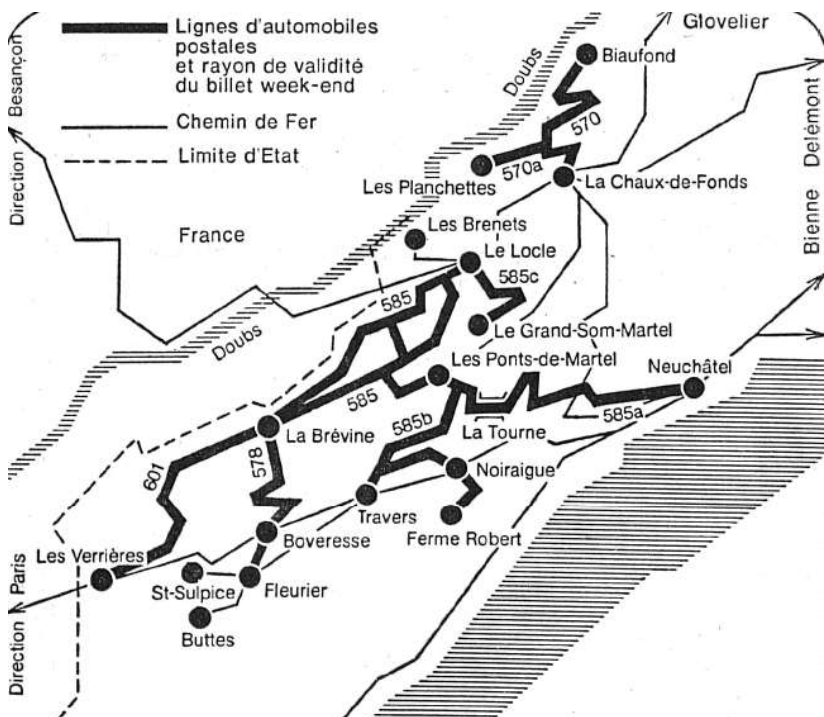 Lignes d'automobiles
postales
et rayon de validité
du billet week-end
Chemin de Fer
Limite d'Etat
Direction Besançon
Glovelier
Doubs
Biaufond
570
570a
Les Planchettes
La Chaux-de-Fonds
Bienne Delémont
France
Les Brenets
Le Locle
585
585c
Doubs
Le Grand-Som-Martel
Les Ponts-de-Martel
Neuchâtel
585
585b
La Tourne
585a
La Brévine
601
578
Noiraigue
Travers
Ferme Robert
Boveresse
Les Verrières
St-Sulpice
Fleurier
Buttes
Direction Paris